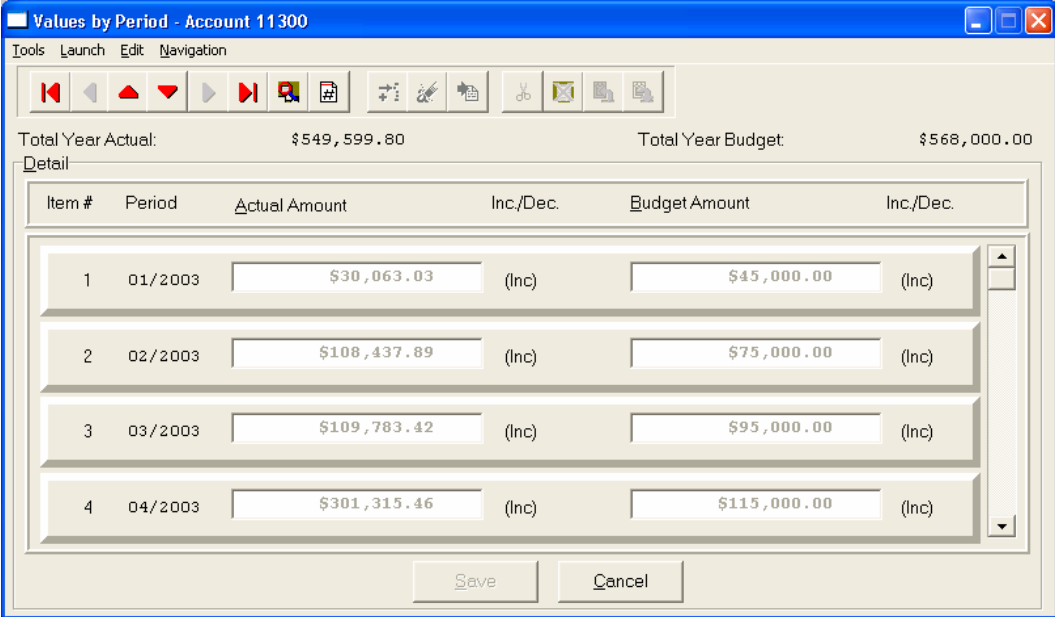 Values by Period - Account 11300
Tools Launch Edit Navigation
Total Year Actual: $549,599.80 Total Year Budget: $568,000.00
Detail
Item # Period Actual Amount Inc./Dec. Budget Amount Inc./Dec.
1 01/2003 $30,063.03 (Inc) $45,000.00 (Inc)
2 02/2003 $108,437.89 (Inc) $75,000.00 (Inc)
3 03/2003 $109,783.42 (Inc) $95,000.00 (Inc)
4 04/2003 $301,315.46 (Inc) $115,000.00 (Inc)
Save Cancel